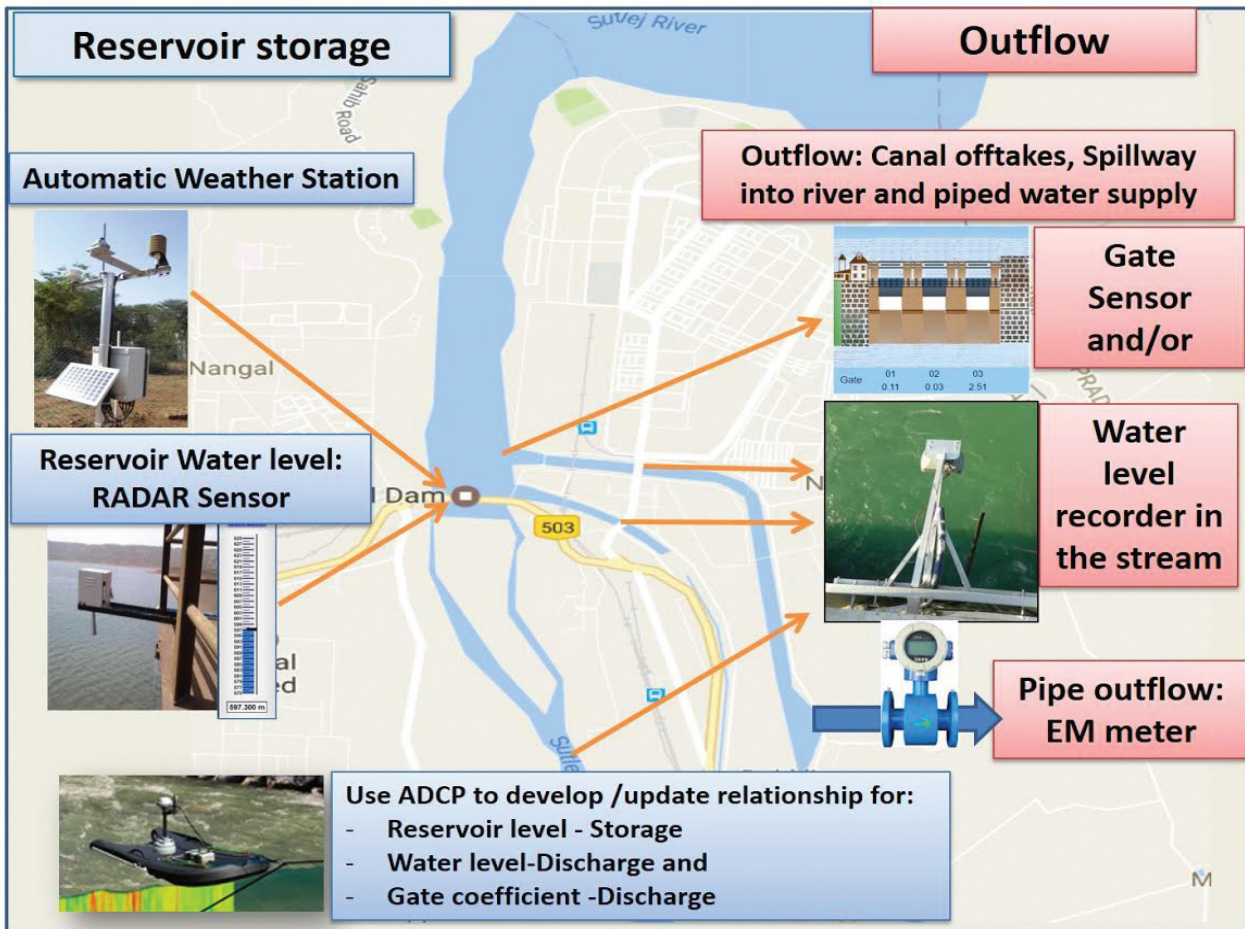 Reservoir storage
Sutlej River
Outflow
Sahib Road
Automatic Weather Station
Outflow: Canal offtakes, Spillway
into river and piped water supply
Gate
Sensor
and/or
Nangal
Gate 01 02 03
0.11 0.03 2.51
PRAD
Reservoir Water level:
RADAR Sensor
Dam
503
N
Water
level
recorder in
the stream
597.300 m
Pipe outflow:
EM meter
Sutle
Use ADCP to develop /update relationship for:
- Reservoir level - Storage
- Water level-Discharge and
- Gate coefficient -Discharge
M